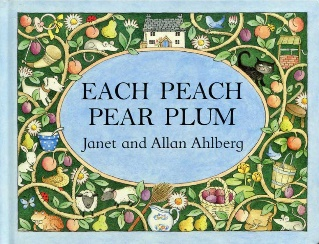 EACH PEACH
PEAR PLUM
Janet and Allan Ahlberg